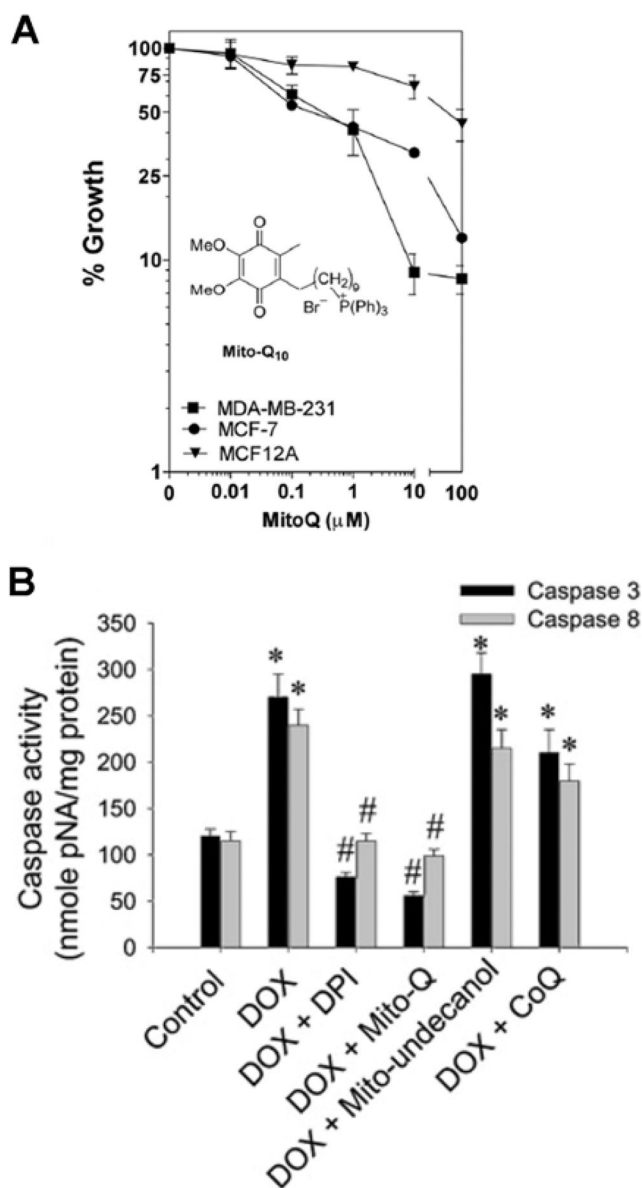 A
100
75
50
25
10
1
% Growth
O
MeO
MeO
O
(CH₂)₉
Br⁻
P⁺(Ph)₃
Mito-Q₁₀
MDA-MB-231
MCF-7
MCF12A
0 0.01 0.1 1 10 100
MitoQ (μM)
B
Caspase 3
Caspase 8
350
300
250
200
150
100
50
0
Caspase activity
(nmole pNA/mg protein)
* * # # # # * * * *
Control
DOX
DOX + DPI
DOX + Mito-Q
DOX + Mito-undecanol
DOX + CoQ